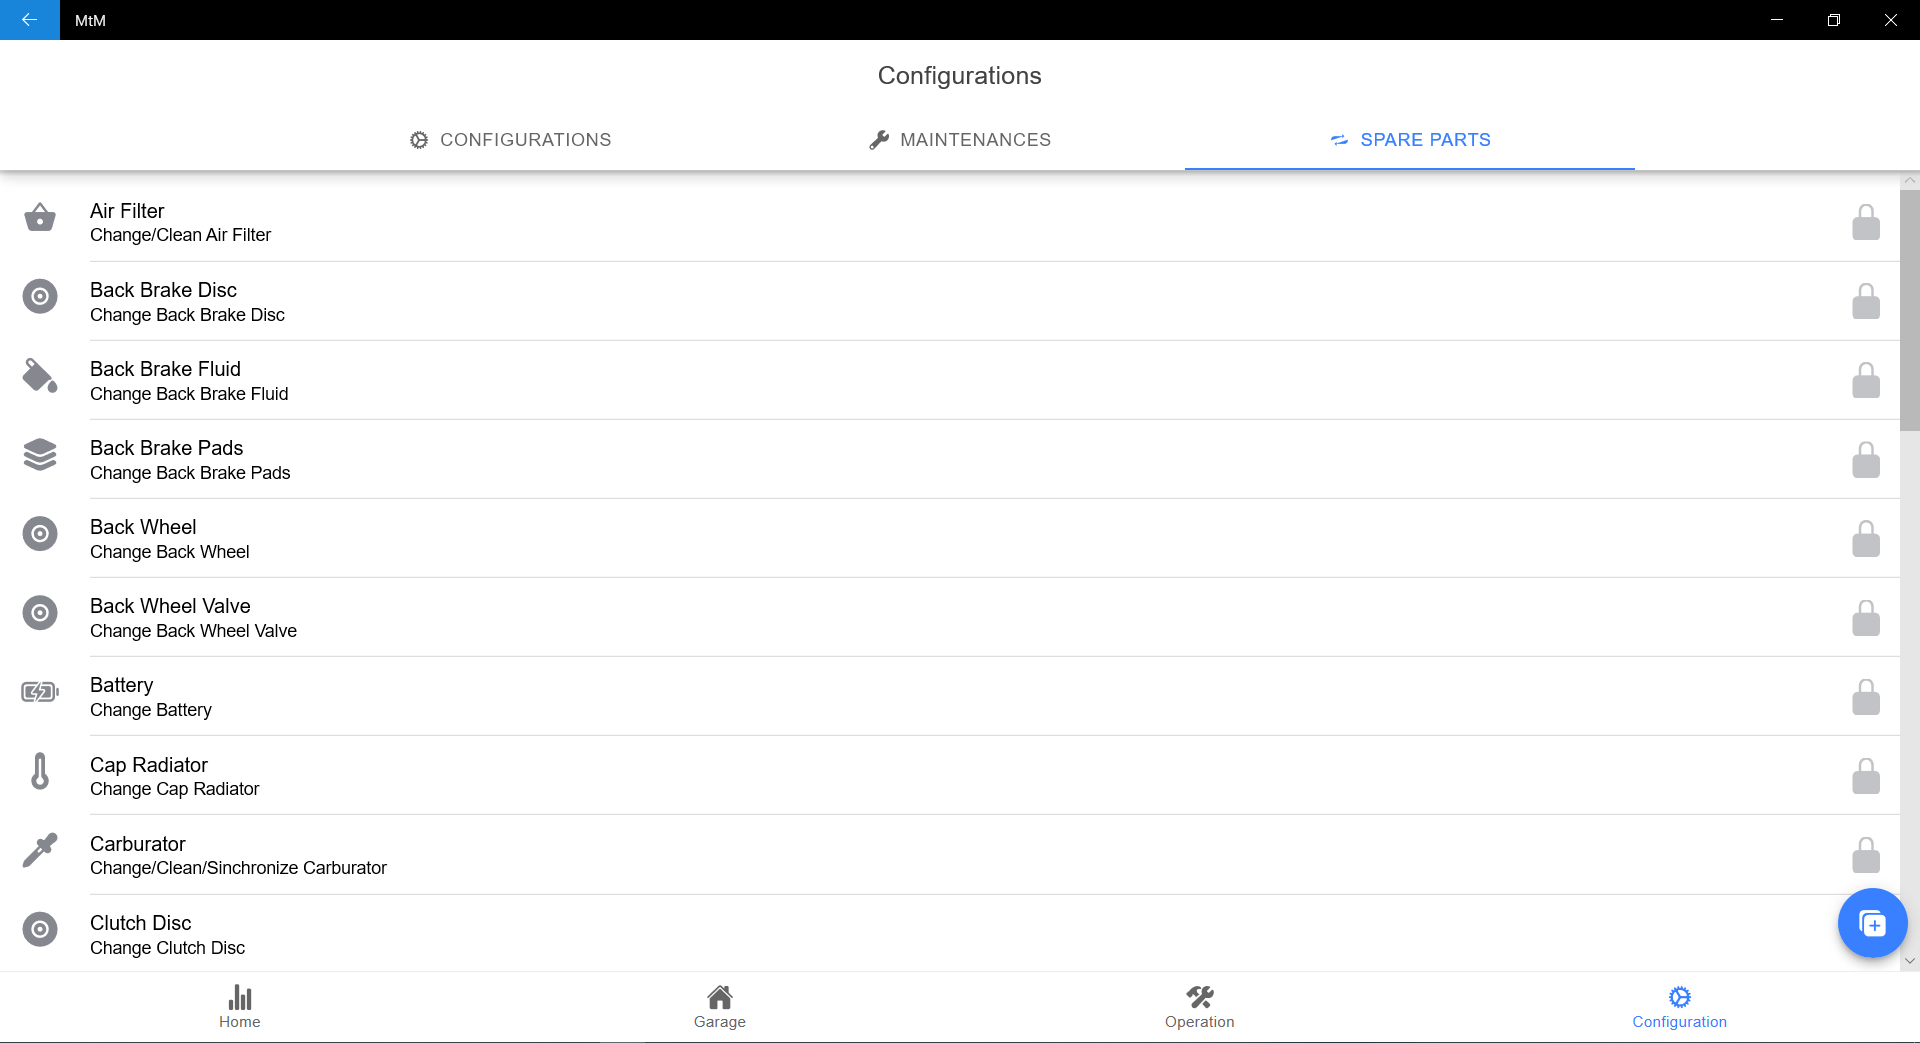 MtM
Configurations
CONFIGURATIONS
MAINTENANCES
SPARE PARTS
Air Filter
Change/Clean Air Filter
Back Brake Disc
Change Back Brake Disc
Back Brake Fluid
Change Back Brake Fluid
Back Brake Pads
Change Back Brake Pads
Back Wheel
Change Back Wheel
Back Wheel Valve
Change Back Wheel Valve
Battery
Change Battery
Cap Radiator
Change Cap Radiator
Carburator
Change/Clean/Sinchronize Carburator
Clutch Disc
Change Clutch Disc
Home
Garage
Operation
Configuration